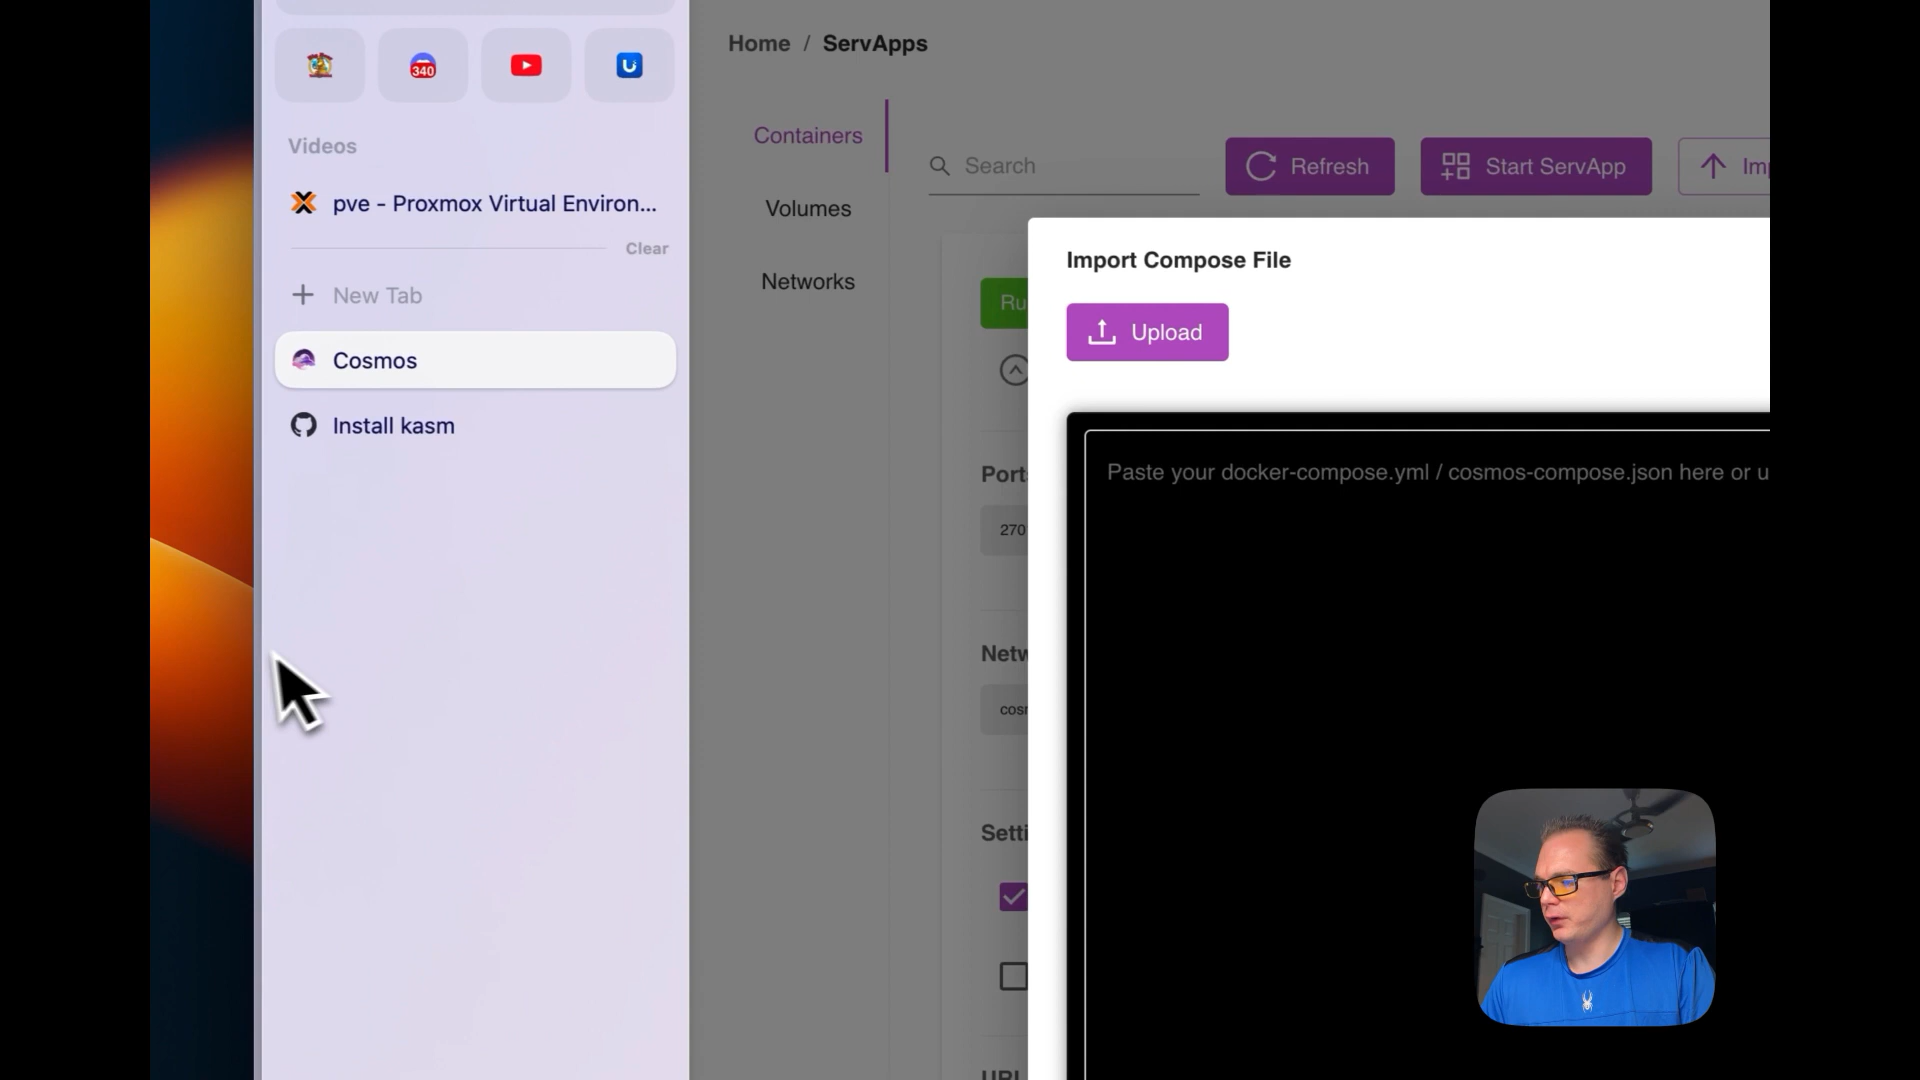 340
Videos
pve - Proxmox Virtual Environ...
Clear
New Tab
Cosmos
Install kasm
Home / ServApps
Containers
Volumes
Networks
Search
Refresh
Start ServApp
Import Compose File
Upload
Paste your docker-compose.yml / cosmos-compose.json here or u
270